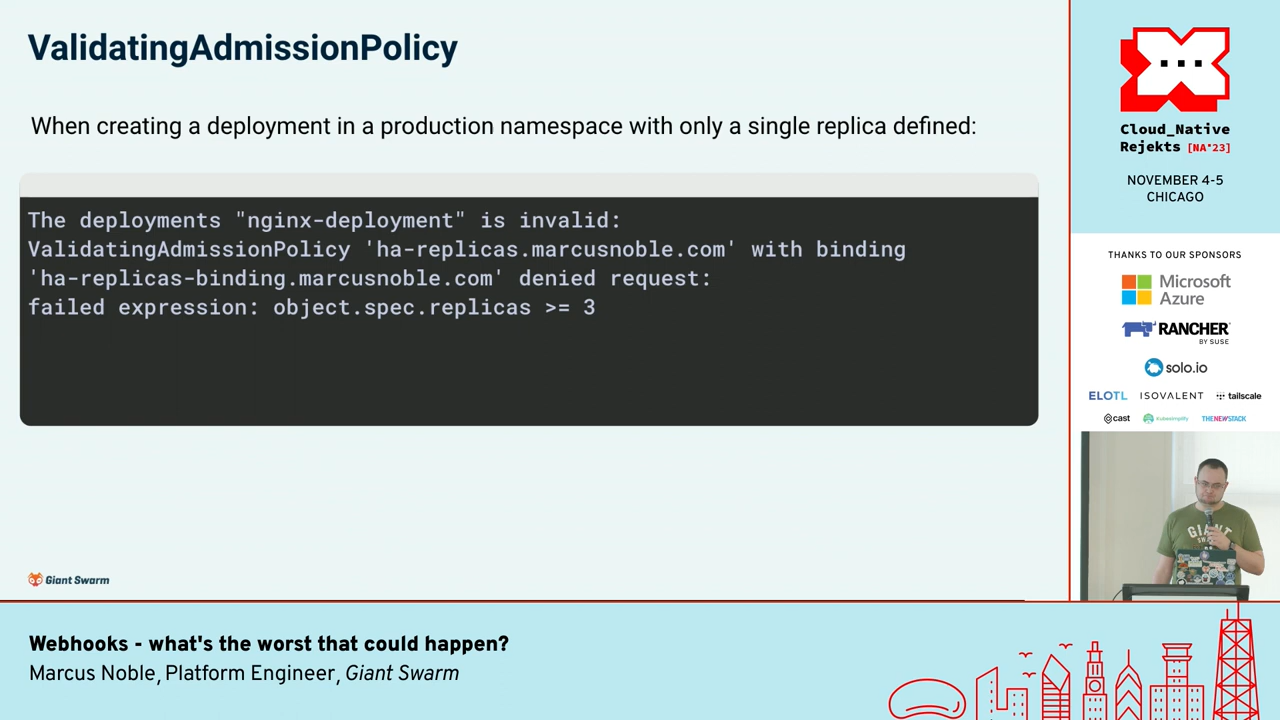 ValidatingAdmissionPolicy
When creating a deployment in a production namespace with only a single replica defined:
The deployments "nginx-deployment" is invalid:
ValidatingAdmissionPolicy 'ha-replicas.marcusnoble.com' with binding
'ha-replicas-binding.marcusnoble.com' denied request:
failed expression: object.spec.replicas >= 3
Giant Swarm
Cloud_Native
Rejekts [NA'23]
NOVEMBER 4-5
CHICAGO
THANKS TO OUR SPONSORS
Microsoft
Azure
RANCHER
BY SUSE
solo.io
ELOTL ISOVALENT tailscale
cast kubesimplify THENEWSTACK
GIANT
Webhooks - what's the worst that could happen?
Marcus Noble, Platform Engineer, Giant Swarm